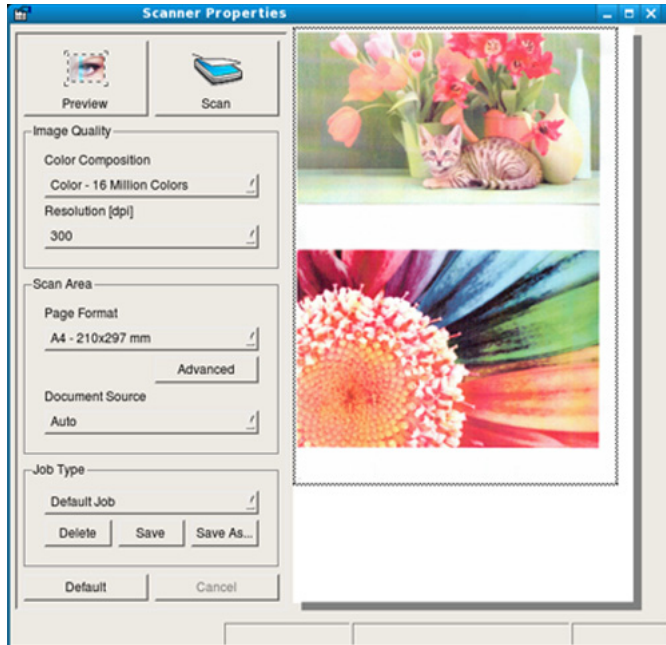 Scanner Properties
Preview Scan
Image Quality
Color Composition
Color - 16 Million Colors
Resolution [dpi]
300
Scan Area
Page Format
A4 - 210x297 mm
Advanced
Document Source
Auto
Job Type
Default Job
Delete Save Save As...
Default Cancel